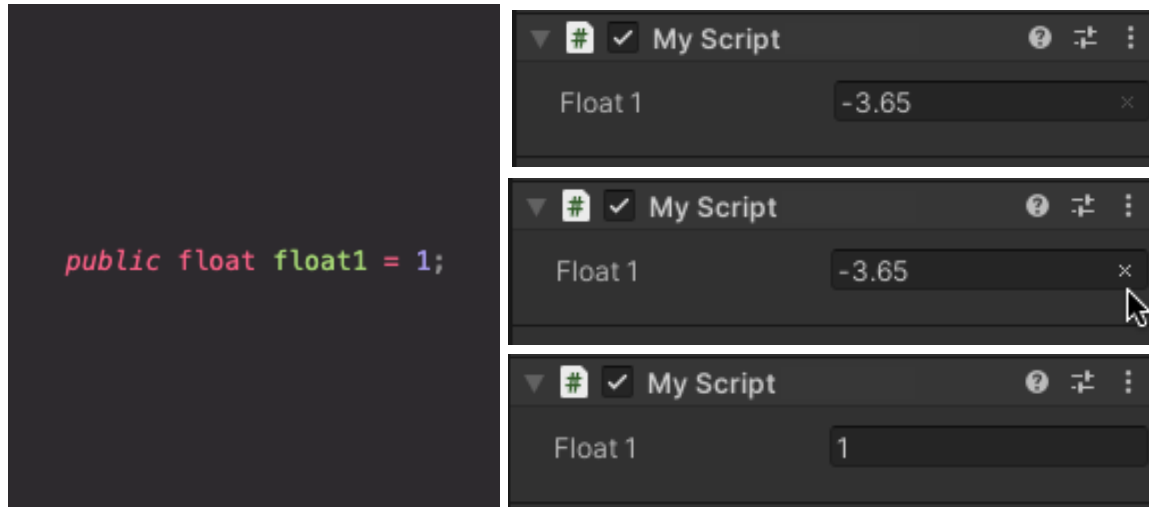 public float float1 = 1;
# My Script
Float 1
-3.65
# My Script
Float 1
-3.65
# My Script
Float 1
1